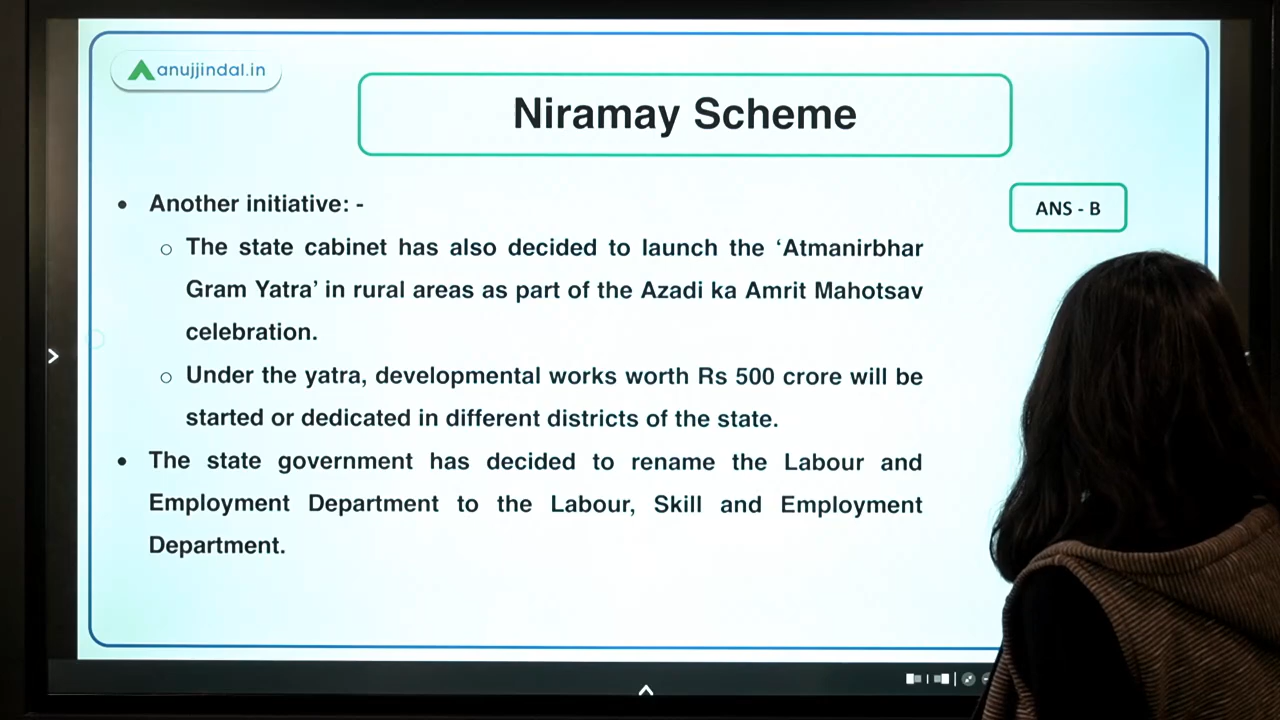 anujjindal.in
Niramay Scheme
ANS - B
• Another initiative: -
○ The state cabinet has also decided to launch the ‘Atmanirbhar
Gram Yatra’ in rural areas as part of the Azadi ka Amrit Mahotsav
celebration.
○ Under the yatra, developmental works worth Rs 500 crore will be
started or dedicated in different districts of the state.
• The state government has decided to rename the Labour and
Employment Department to the Labour, Skill and Employment
Department.